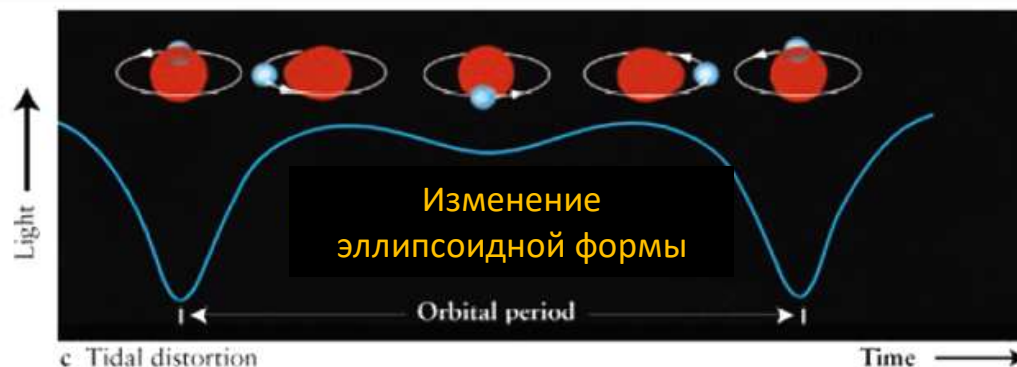 Light
Изменение
эллипсоидной формы
Orbital period
c Tidal distortion
Time